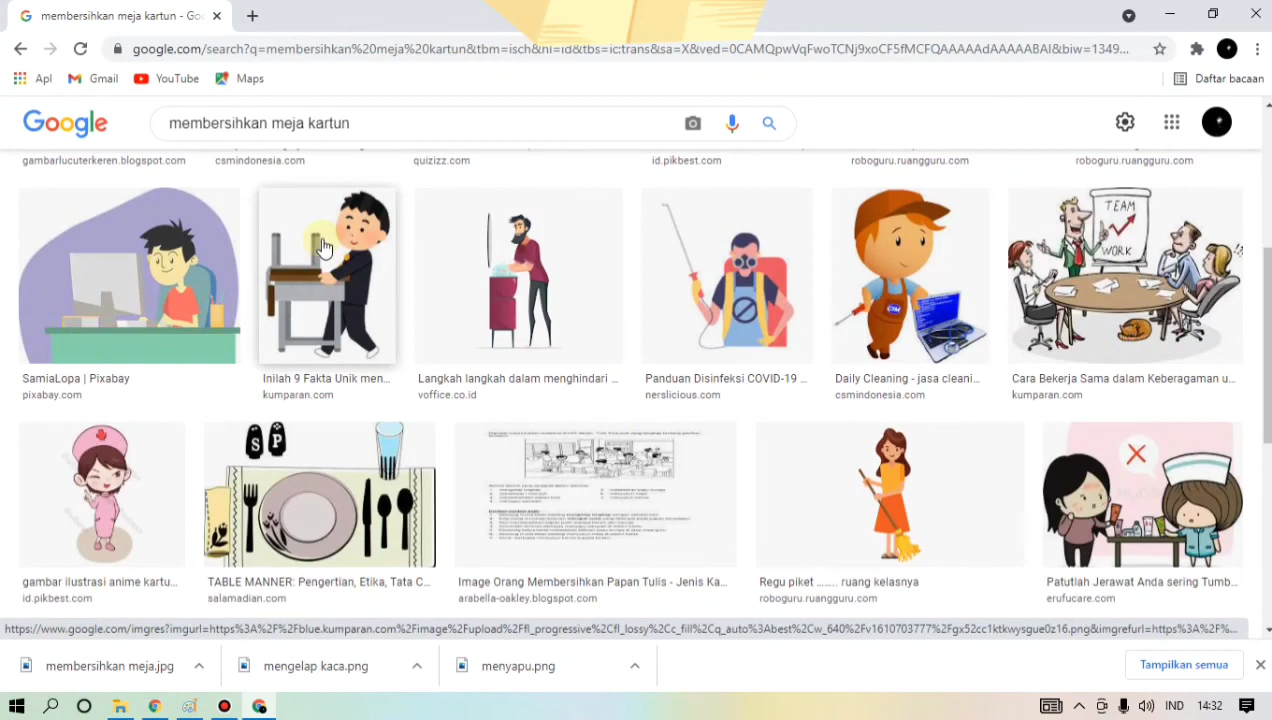 membersihkan meja kartun - Goo
google.com/search?q=membersihkan%20meja%20kartun&tbm=isch&hl=id&tbs=ic:trans&sa=X&ved=0CAMQpwVqFwoTCNj9xoCF5fMCFQAAAAAdAAAAABAI&biw=1349...
Apl
Gmail
YouTube
Maps
Daftar bacaan
Google
membersihkan meja kartun
gambarlucuterkeren.blogspot.com
csmindonesia.com
quizizz.com
id.pikbest.com
roboguru.ruangguru.com
roboguru.ruangguru.com
TEAM
WORK
CSM
SamiaLopa | Pixabay
pixabay.com
Inilah 9 Fakta Unik men...
kumparan.com
Langkah langkah dalam menghindari ...
voffice.co.id
Panduan Disinfeksi COVID-19 ...
nerslicious.com
Daily Cleaning - jasa cleani...
csmindonesia.com
Cara Bekerja Sama dalam Keberagaman u...
kumparan.com
S P
gambar ilustrasi anime kartu...
id.pikbest.com
TABLE MANNER: Pengertian, Etika, Tata C...
salamadian.com
Image Orang Membersihkan Papan Tulis - Jenis Ka...
arabella-oakley.blogspot.com
Regu piket ........ ruang kelasnya
roboguru.ruangguru.com
Patutlah Jerawat Anda sering Tumb...
erufucare.com
https://www.google.com/imgres?imgurl=https%3A%2F%2Fblue.kumparan.com%2Fimage%2Fupload%2Ffl_progressive%2Cfl_lossy%2Cc_fill%2Cq_auto%3Abest%2Cw_640%2Fv1610703777%2Fgx52cc1ktkwysgue0z16.png&imgrefurl=https%3A%2F%...
membersihkan meja.jpg
mengelap kaca.png
menyapu.png
Tampilkan semua
IND
14:32